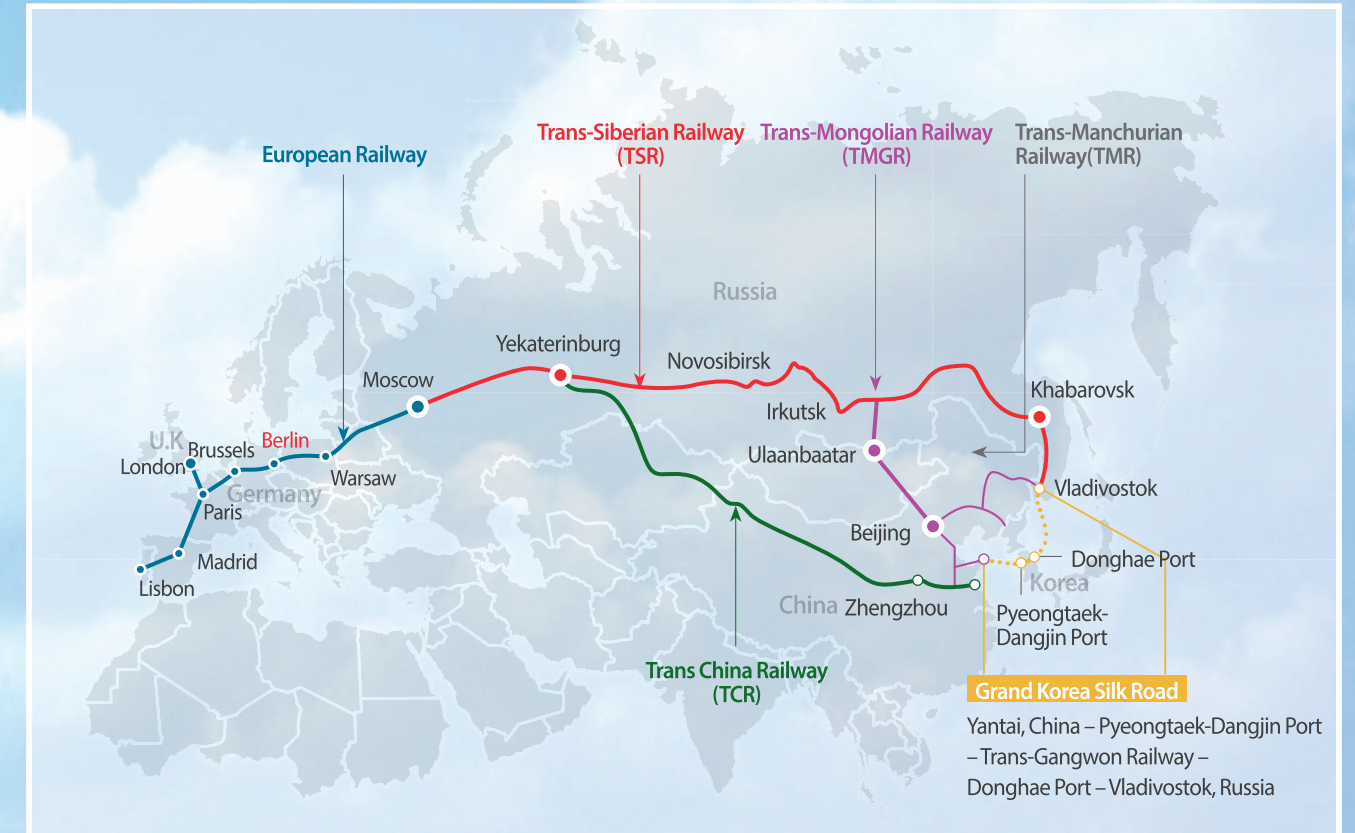 Trans-Siberian Railway
(TSR)
Trans-Mongolian Railway
(TMGR)
Trans-Manchurian
Railway(TMR)
European Railway
Russia
Yekaterinburg
Novosibirsk
Moscow
Khabarovsk
Irkutsk
U.K
Brussels
Berlin
London
Ulaanbaatar
Warsaw
Germany
Vladivostok
Paris
Beijing
Madrid
Donghae Port
Lisbon
Korea
China
Zhengzhou
Pyeongtaek-
Dangjin Port
Trans China Railway
(TCR)
Grand Korea Silk Road
Yantai, China – Pyeongtaek-Dangjin Port
– Trans-Gangwon Railway –
Donghae Port – Vladivostok, Russia